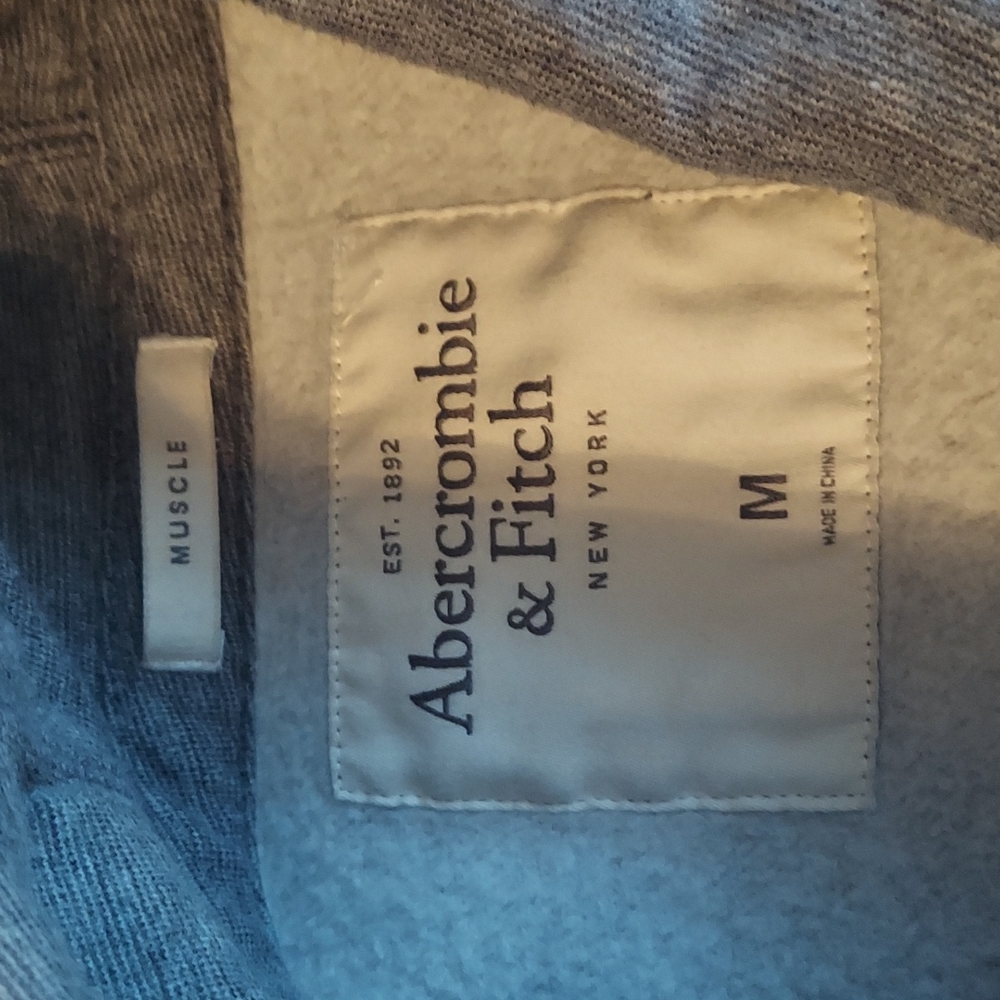 MUSCLE
EST. 1892
Abercrombie
& Fitch
NEW YORK
M
MADE IN CHINA